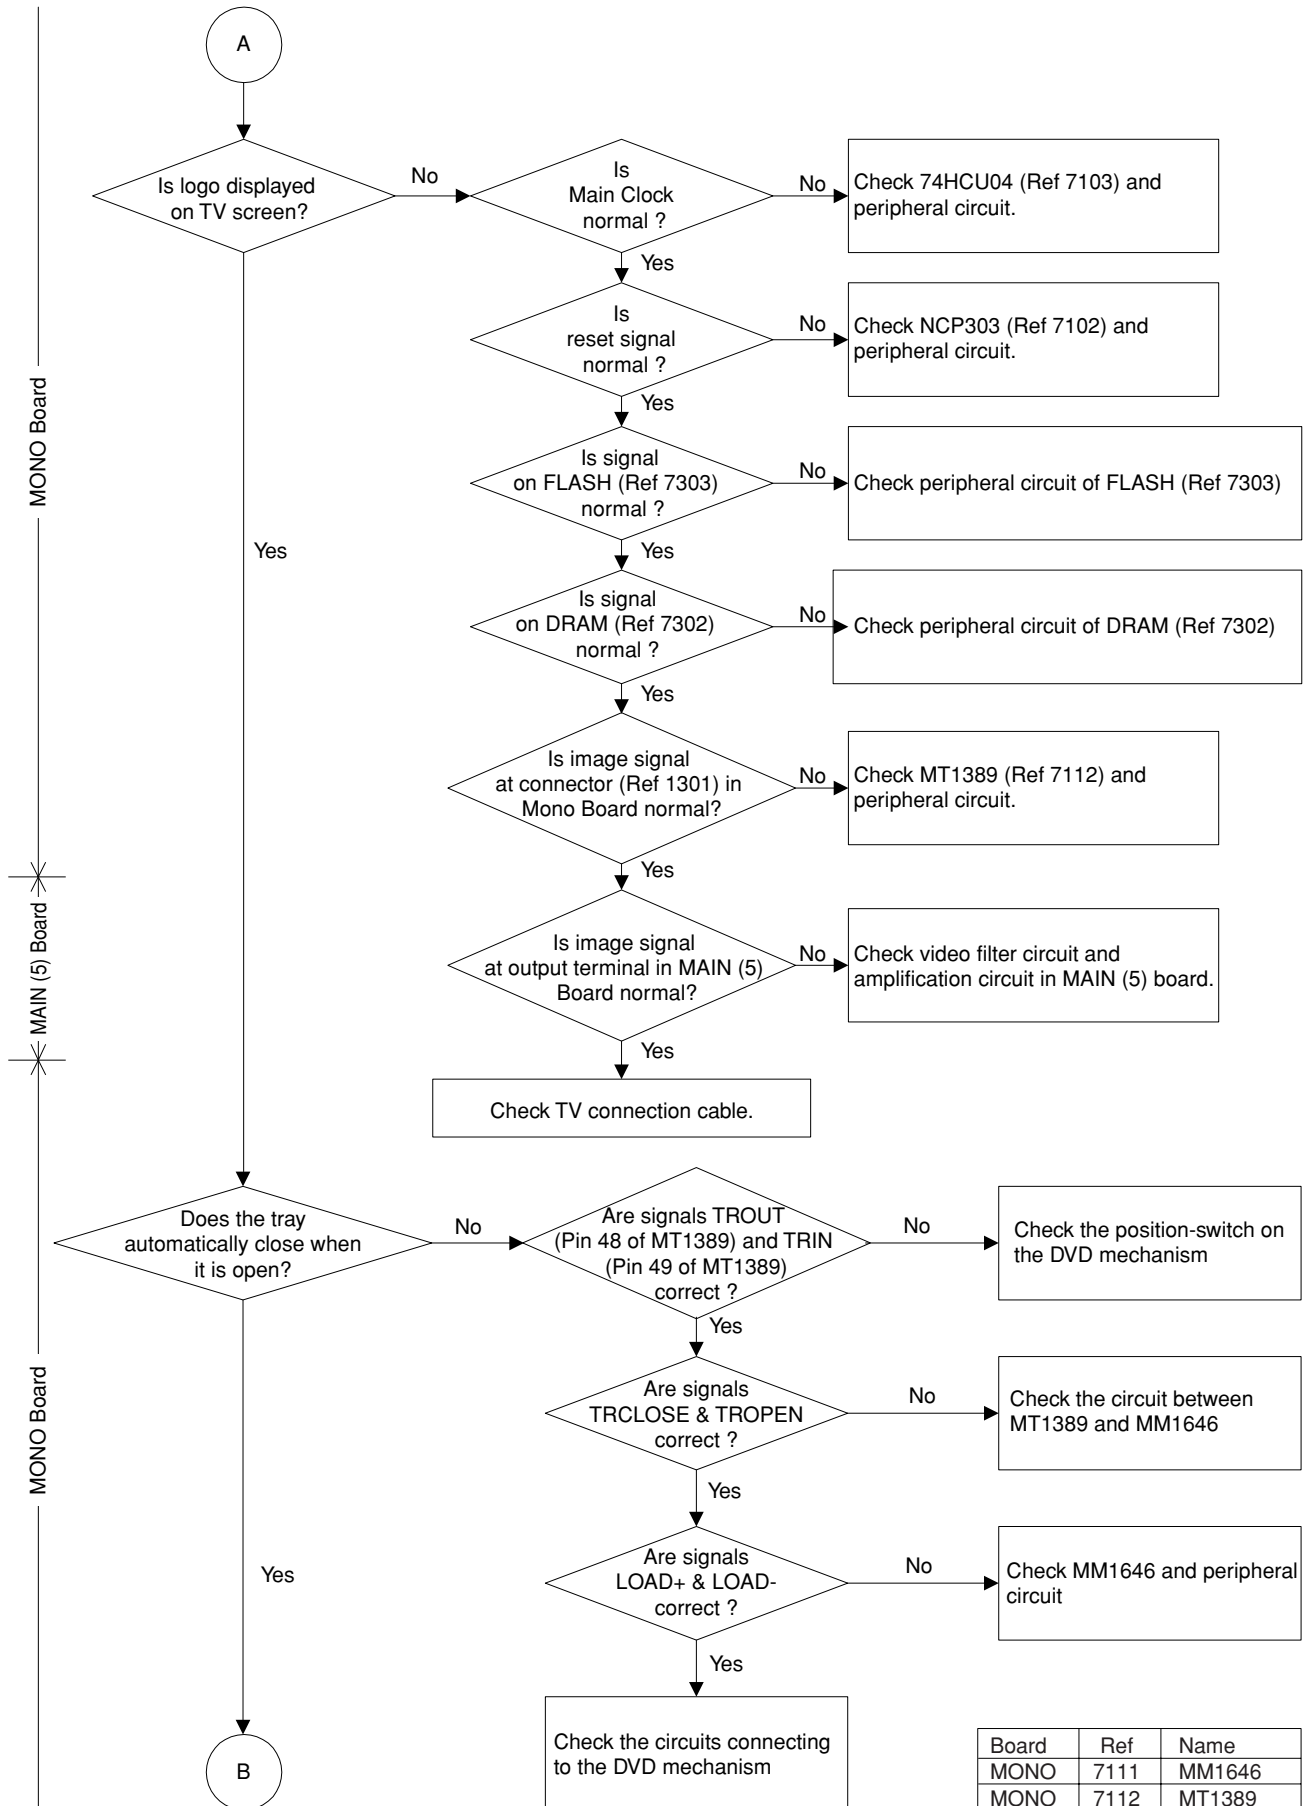 A
Is logo displayed
on TV screen?
No
Is
Main Clock
normal ?
No
Check 74HCU04 (Ref 7103) and
peripheral circuit.
Yes
Is
reset signal
normal ?
No
Check NCP303 (Ref 7102) and
peripheral circuit.
Yes
MONO Board
Is signal
on FLASH (Ref 7303)
normal ?
No
Check peripheral circuit of FLASH (Ref 7303)
Yes
Yes
Is signal
on DRAM (Ref 7302)
normal ?
No
Check peripheral circuit of DRAM (Ref 7302)
Yes
Is image signal
at connector (Ref 1301) in
Mono Board normal?
No
Check MT1389 (Ref 7112) and
peripheral circuit.
Yes
MAIN (5) Board
Is image signal
at output terminal in MAIN (5)
Board normal?
No
Check video filter circuit and
amplification circuit in MAIN (5) board.
Yes
Check TV connection cable.
Does the tray
automatically close when
it is open?
No
Are signals TROUT
(Pin 48 of MT1389) and TRIN
(Pin 49 of MT1389)
correct ?
No
Check the position-switch on
the DVD mechanism
Yes
MONO Board
Are signals
TRCLOSE & TROPEN
correct ?
No
Check the circuit between
MT1389 and MM1646
Yes
Yes
Are signals
LOAD+ & LOAD-
correct ?
No
Check MM1646 and peripheral
circuit
Yes
Check the circuits connecting
to the DVD mechanism
B
Board Ref Name
MONO 7111 MM1646
MONO 7112 MT1389